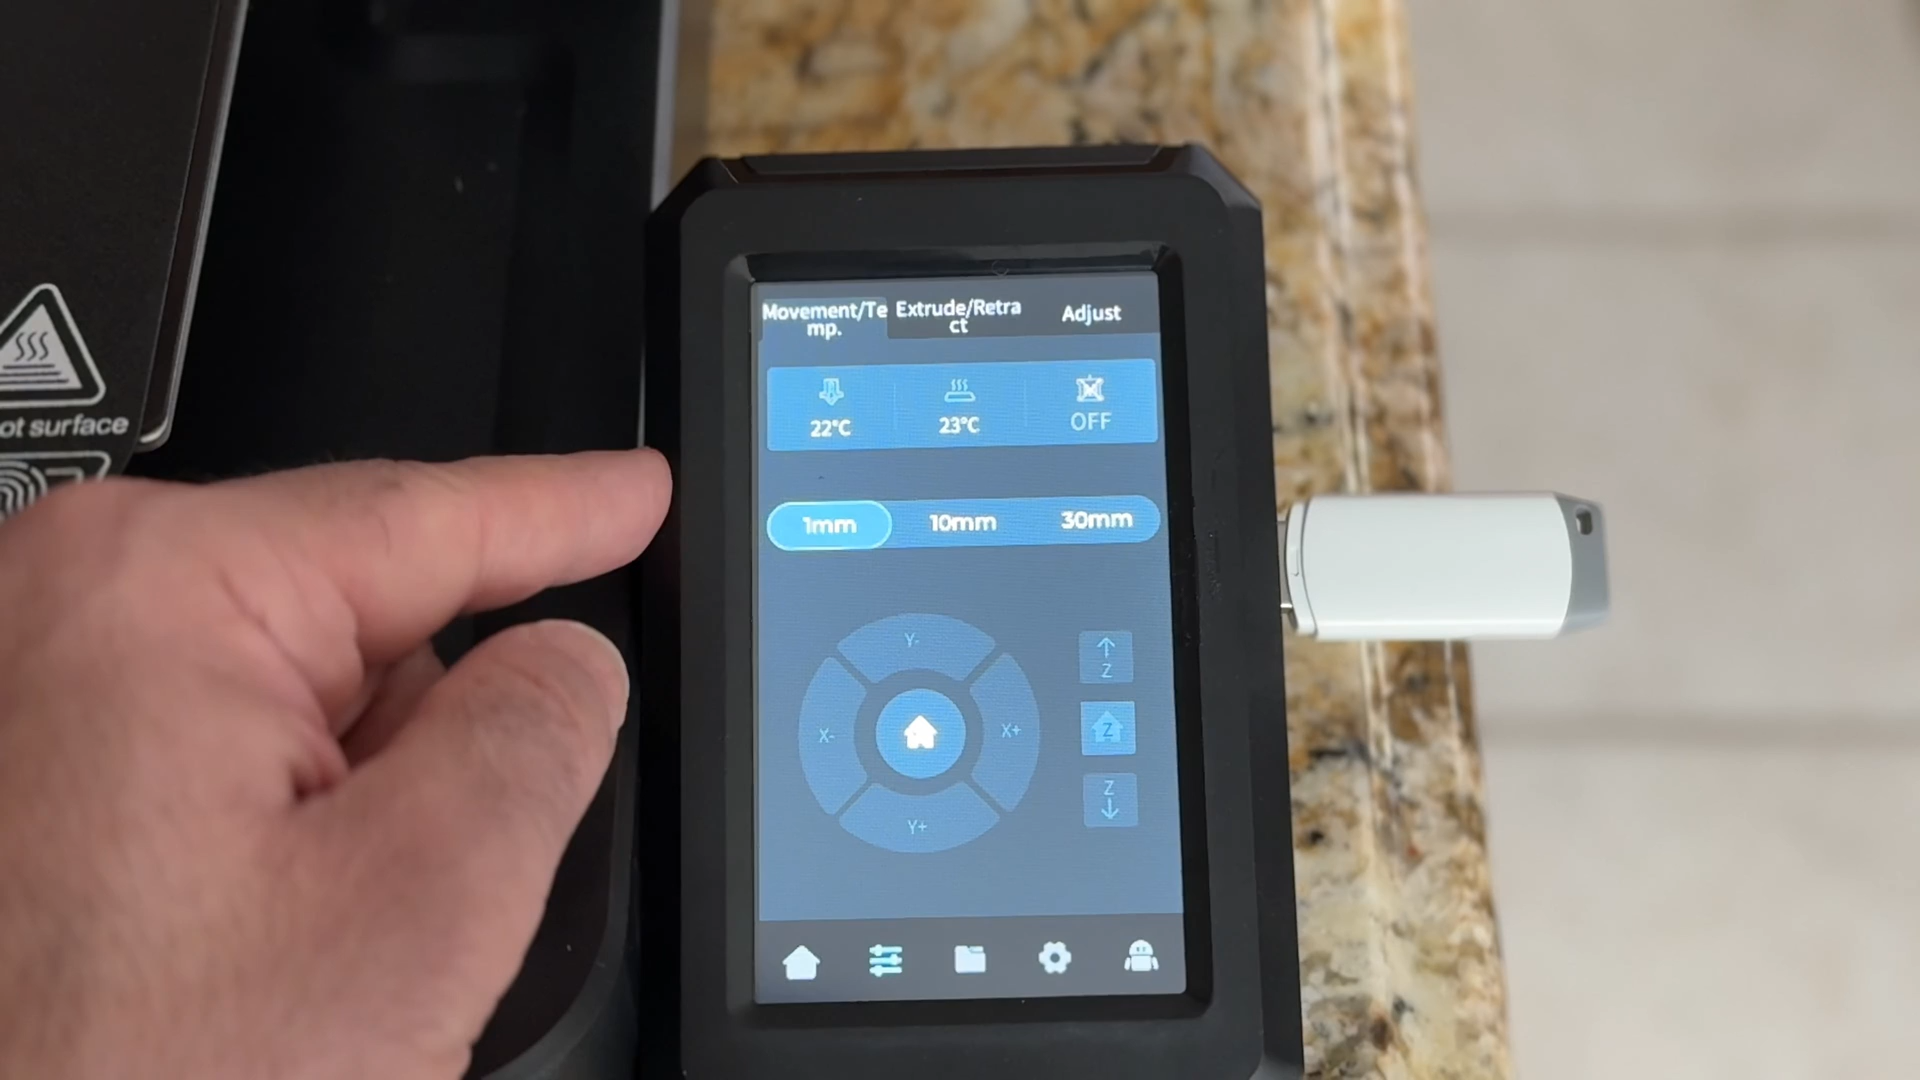 ot surface
Movement/Te
mp.
Extrude/Retra
ct
Adjust
22°C
23°C
OFF
1mm
10mm
30mm
Y-
X-
X+
Y+
Z
Z
Z